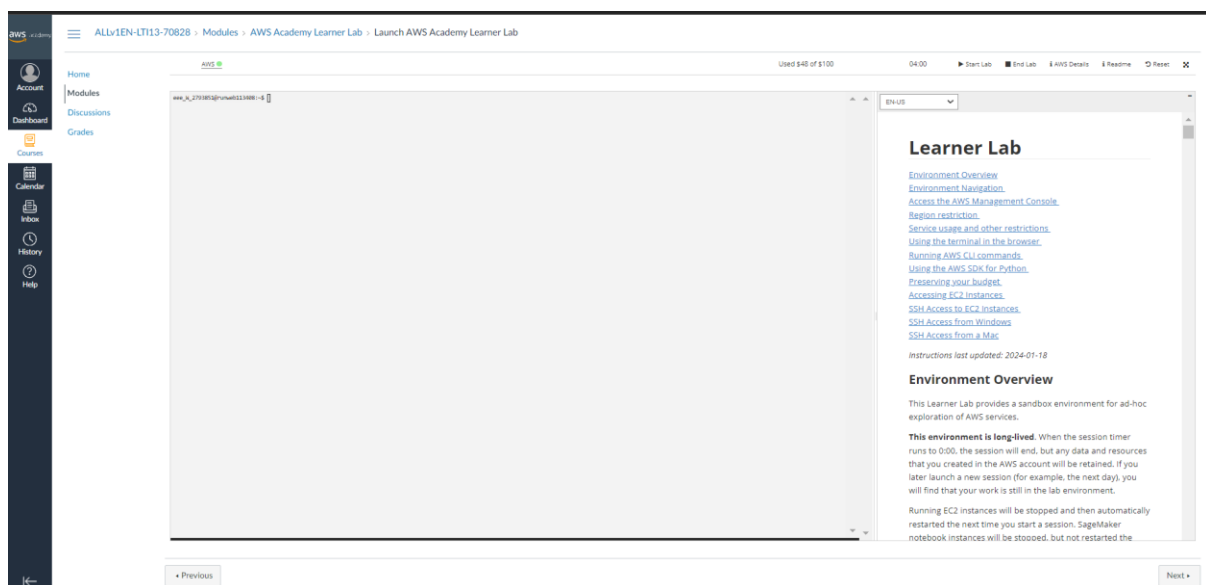 aws academy
ALLv1EN-LTI13-70828 > Modules > AWS Academy Learner Lab > Launch AWS Academy Learner Lab
Account
Dashboard
Courses
Calendar
Inbox
History
Help
Home
Modules
Discussions
Grades
AWS
Used $48 of $100
04:00
Start Lab
End Lab
AWS Details
Readme
Reset
EN-US
Learner Lab
Environment Overview
Environment Navigation
Access the AWS Management Console
Region restriction
Service usage and other restrictions
Using the terminal in the browser
Running AWS CLI commands
Using the AWS SDK for Python
Preserving your budget
Accessing EC2 Instances
SSH Access to EC2 Instances
SSH Access from Windows
SSH Access from a Mac
Instructions last updated: 2024-01-18
Environment Overview
This Learner Lab provides a sandbox environment for ad-hoc
exploration of AWS services.
This environment is long-lived. When the session timer
runs to 0:00, the session will end, but any data and resources
that you created in the AWS account will be retained. If you
later launch a new session (for example, the next day), you
will find that your work is still in the lab environment.
Running EC2 instances will be stopped and then automatically
restarted the next time you start a session. SageMaker
notebook instances will be stopped, but not restarted the
Previous
Next